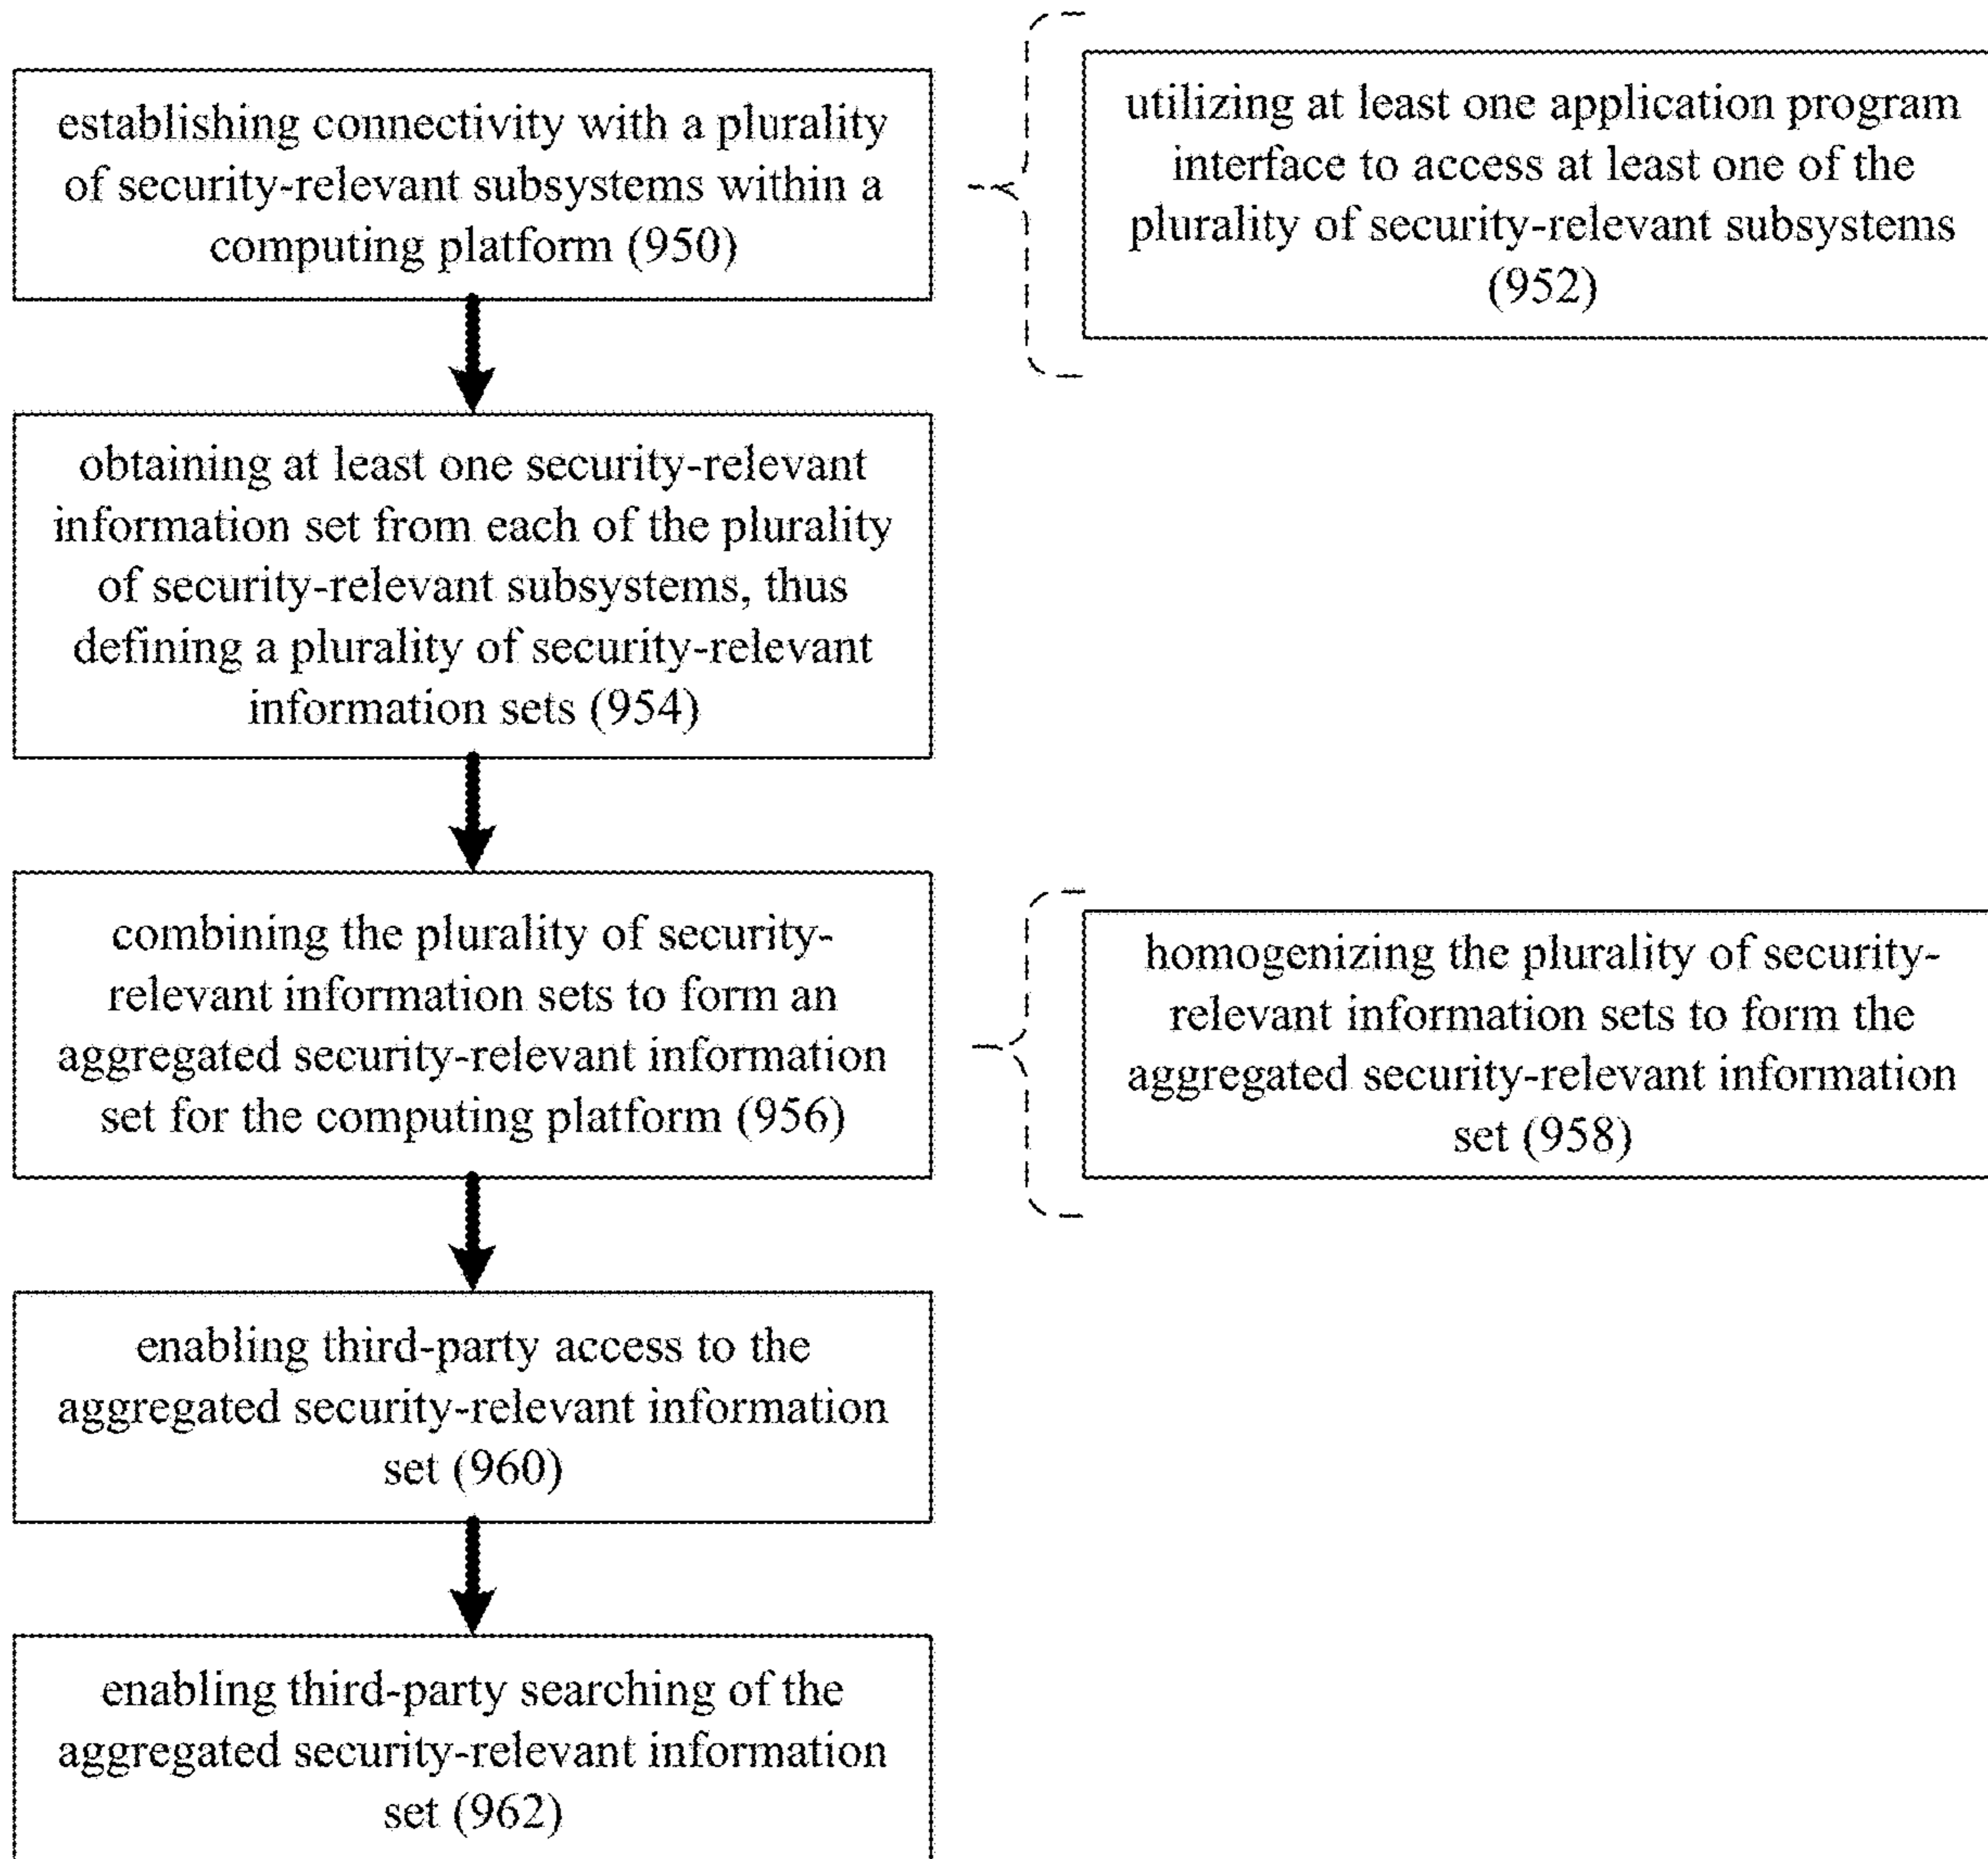 establishing connectivity with a plurality
of security-relevant subsystems within a
computing platform (950)
utilizing at least one application program
interface to access at least one of the
plurality of security-relevant subsystems
(952)
obtaining at least one security-relevant
information set from each of the plurality
of security-relevant subsystems, thus
defining a plurality of security-relevant
information sets (954)
combining the plurality of security-
relevant information sets to form an
aggregated security-relevant information
set for the computing platform (956)
homogenizing the plurality of security-
relevant information sets to form the
aggregated security-relevant information
set (958)
enabling third-party access to the
aggregated security-relevant information
set (960)
enabling third-party searching of the
aggregated security-relevant information
set (962)